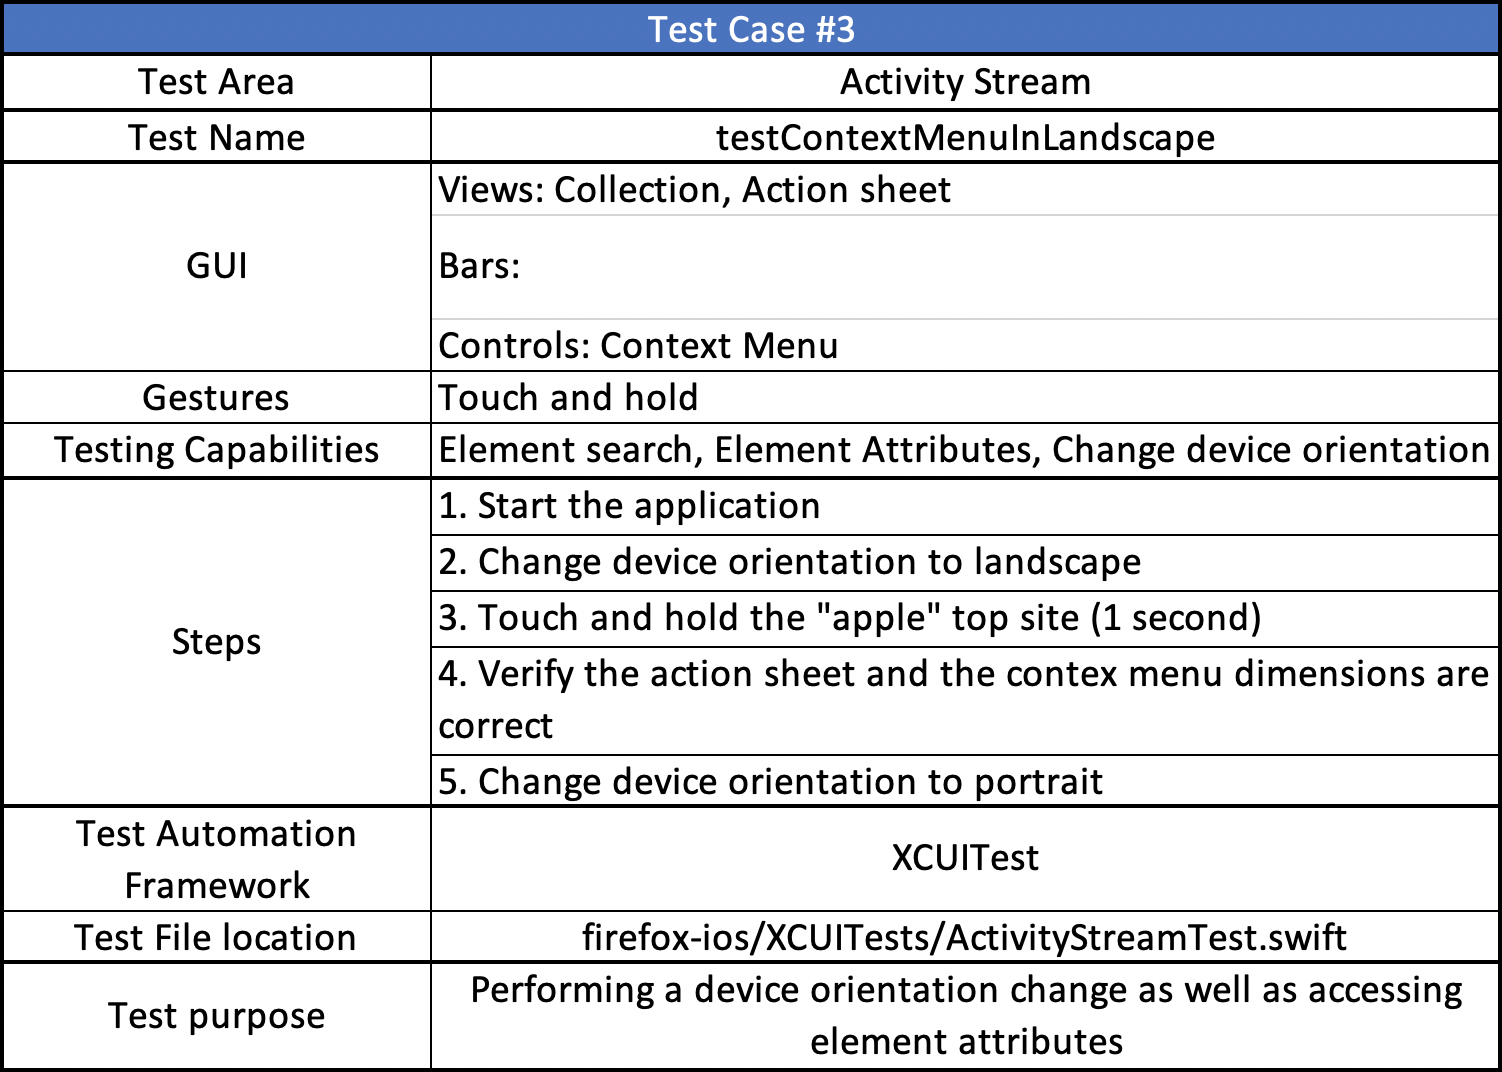 Test Case #3
Test Area
Activity Stream
Test Name
testContextMenuInLandscape
GUI
Views: Collection, Action sheet
Bars:
Controls: Context Menu
Gestures
Touch and hold
Testing Capabilities
Element search, Element Attributes, Change device orientation
Steps
1. Start the application
2. Change device orientation to landscape
3. Touch and hold the "apple" top site (1 second)
4. Verify the action sheet and the contex menu dimensions are
correct
5. Change device orientation to portrait
Test Automation
Framework
XCUITest
Test File location
firefox-ios/XCUITests/ActivityStreamTest.swift
Test purpose
Performing a device orientation change as well as accessing
element attributes